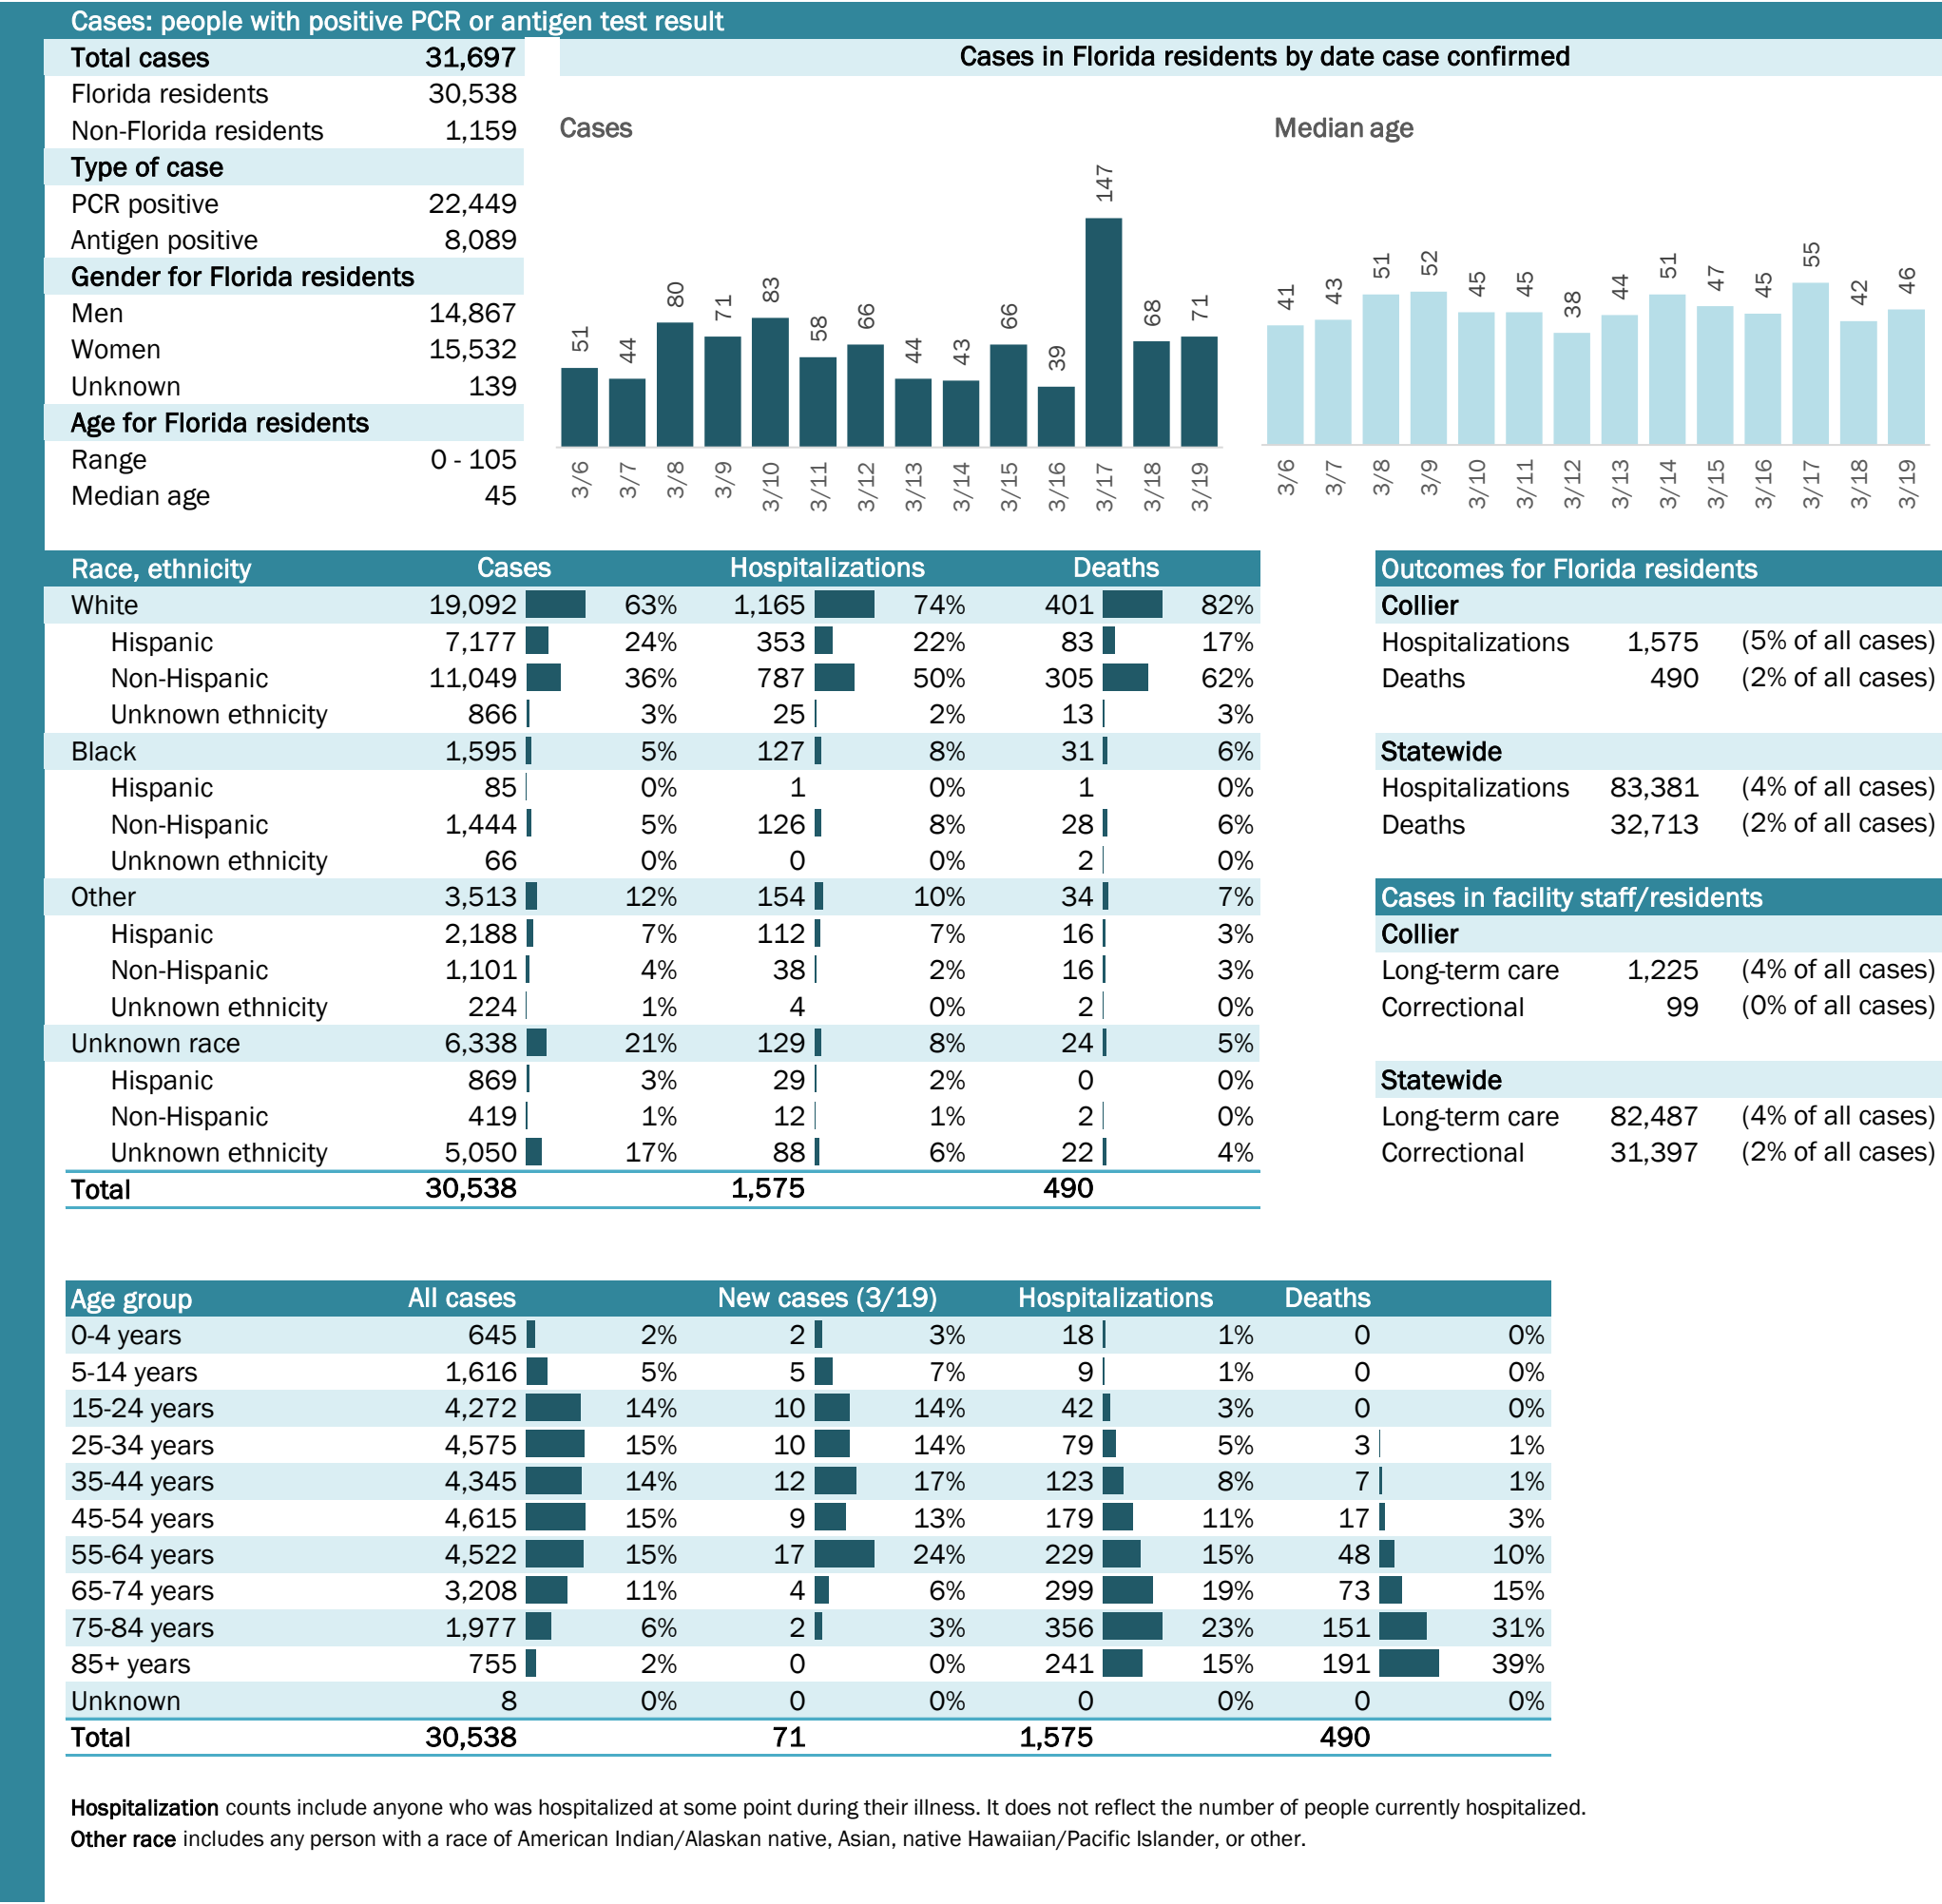 Cases: people with positive PCR or antigen test result
Total cases 31,697
Florida residents 30,538
Non-Florida residents 1,159
Type of case
PCR positive 22,449
Antigen positive 8,089
Gender for Florida residents
Men 14,867
Women 15,532
Unknown 139
Age for Florida residents
Range 0 - 105
Median age 45
Cases in Florida residents by date case confirmed
Cases
51 44 80 71 83 58 66 44 43 66 39 147 68 71
3/6 3/7 3/8 3/9 3/10 3/11 3/12 3/13 3/14 3/15 3/16 3/17 3/18 3/19
Median age
41 43 51 52 45 45 38 44 51 47 45 55 42 46
3/6 3/7 3/8 3/9 3/10 3/11 3/12 3/13 3/14 3/15 3/16 3/17 3/18 3/19
Race, ethnicity Cases Hospitalizations Deaths
White 19,092 63% 1,165 74% 401 82%
Hispanic 7,177 24% 353 22% 83 17%
Non-Hispanic 11,049 36% 787 50% 305 62%
Unknown ethnicity 866 3% 25 2% 13 3%
Black 1,595 5% 127 8% 31 6%
Hispanic 85 0% 1 0% 1 0%
Non-Hispanic 1,444 5% 126 8% 28 6%
Unknown ethnicity 66 0% 0 0% 2 0%
Other 3,513 12% 154 10% 34 7%
Hispanic 2,188 7% 112 7% 16 3%
Non-Hispanic 1,101 4% 38 2% 16 3%
Unknown ethnicity 224 1% 4 0% 2 0%
Unknown race 6,338 21% 129 8% 24 5%
Hispanic 869 3% 29 2% 0 0%
Non-Hispanic 419 1% 12 1% 2 0%
Unknown ethnicity 5,050 17% 88 6% 22 4%
Total 30,538 1,575 490
Outcomes for Florida residents
Collier
Hospitalizations 1,575 (5% of all cases)
Deaths 490 (2% of all cases)
Statewide
Hospitalizations 83,381 (4% of all cases)
Deaths 32,713 (2% of all cases)
Cases in facility staff/residents
Collier
Long-term care 1,225 (4% of all cases)
Correctional 99 (0% of all cases)
Statewide
Long-term care 82,487 (4% of all cases)
Correctional 31,397 (2% of all cases)
Age group All cases New cases (3/19) Hospitalizations Deaths
0-4 years 645 2% 2 3% 18 1% 0 0%
5-14 years 1,616 5% 5 7% 9 1% 0 0%
15-24 years 4,272 14% 10 14% 42 3% 0 0%
25-34 years 4,575 15% 10 14% 79 5% 3 1%
35-44 years 4,345 14% 12 17% 123 8% 7 1%
45-54 years 4,615 15% 9 13% 179 11% 17 3%
55-64 years 4,522 15% 17 24% 229 15% 48 10%
65-74 years 3,208 11% 4 6% 299 19% 73 15%
75-84 years 1,977 6% 2 3% 356 23% 151 31%
85+ years 755 2% 0 0% 241 15% 191 39%
Unknown 8 0% 0 0% 0 0% 0 0%
Total 30,538 71 1,575 490
Hospitalization counts include anyone who was hospitalized at some point during their illness. It does not reflect the number of people currently hospitalized.
Other race includes any person with a race of American Indian/Alaskan native, Asian, native Hawaiian/Pacific Islander, or other.